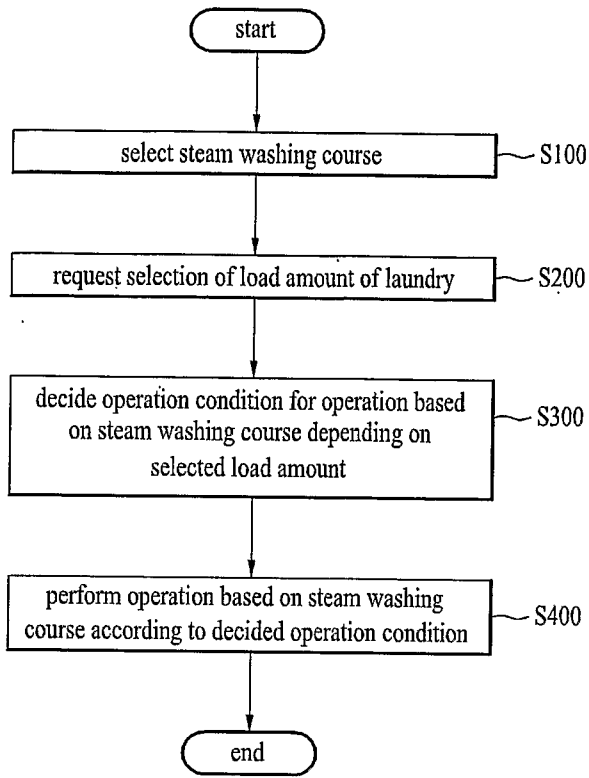 start
select steam washing course
S100
request selection of load amount of laundry
S200
decide operation condition for operation based
on steam washing course depending on
selected load amount
S300
perform operation based on steam washing
course according to decided operation condition
S400
end